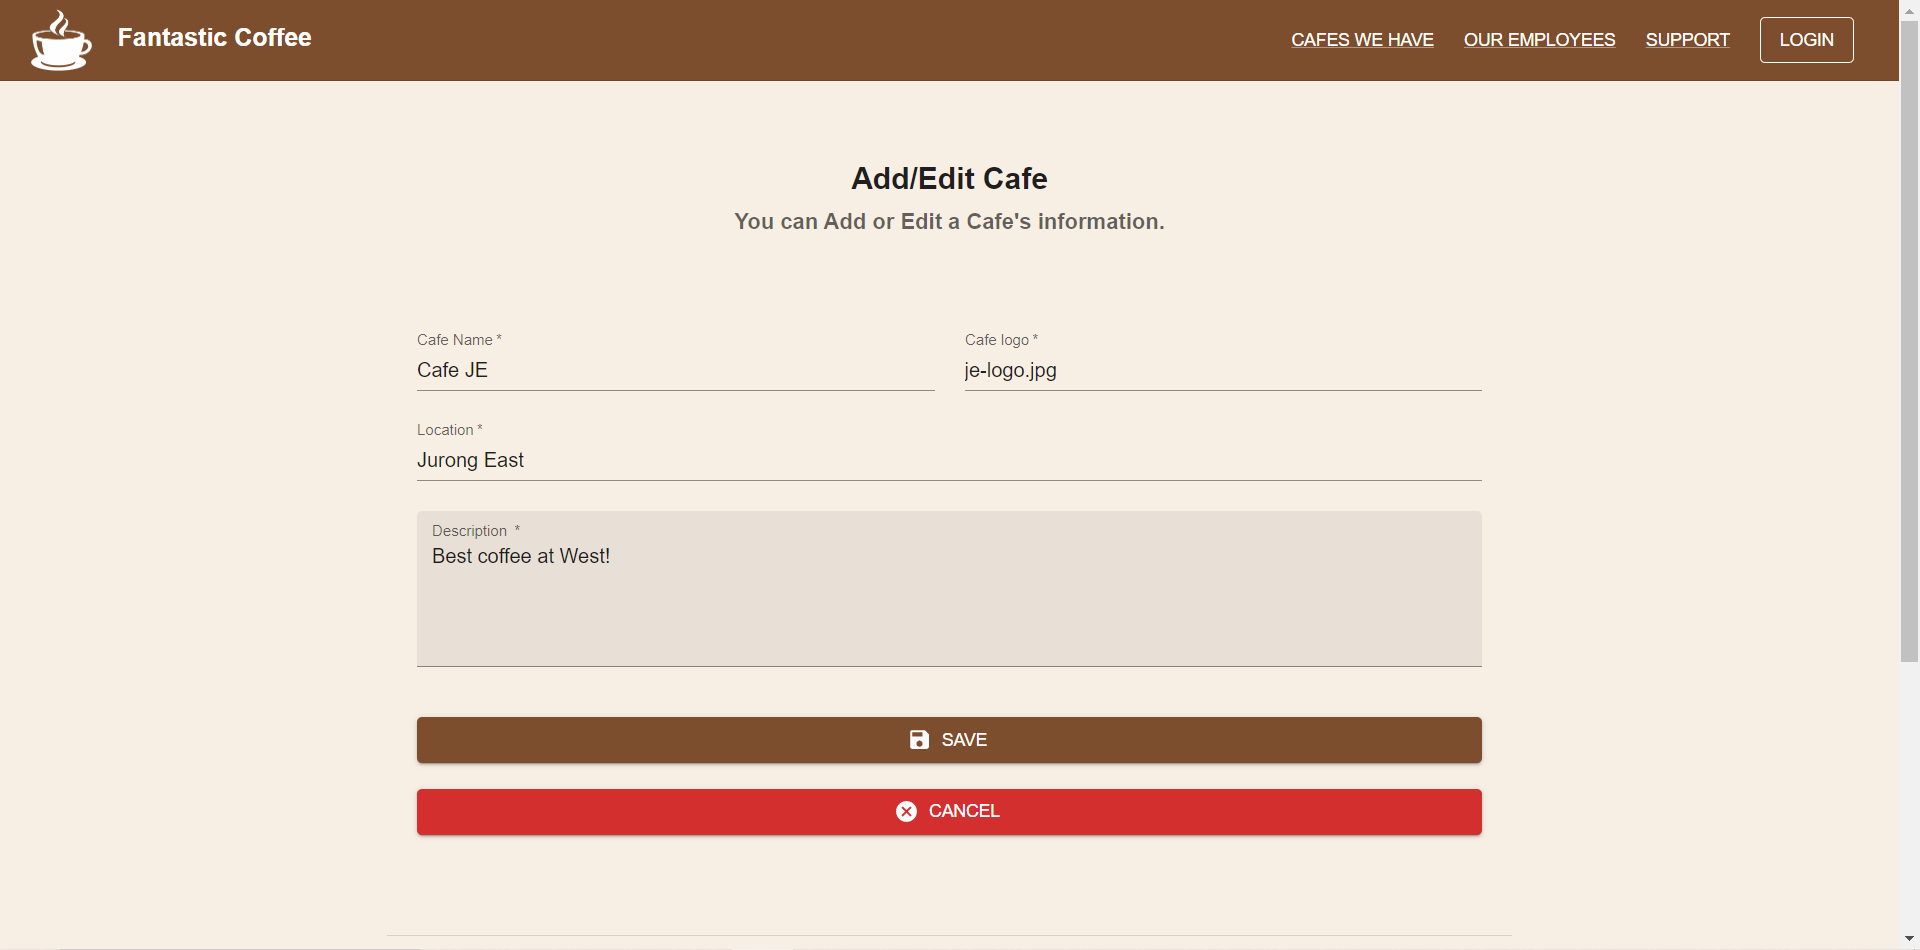 Fantastic Coffee
CAFES WE HAVE OUR EMPLOYEES SUPPORT LOGIN
Add/Edit Cafe
You can Add or Edit a Cafe's information.
Cafe Name *
Cafe JE
Cafe logo *
je-logo.jpg
Location *
Jurong East
Description *
Best coffee at West!
SAVE
CANCEL